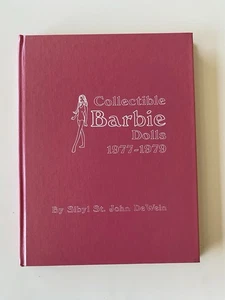 Collectible
Barbie
Dolls
1977-1979
By Sibyl St. John DeWein